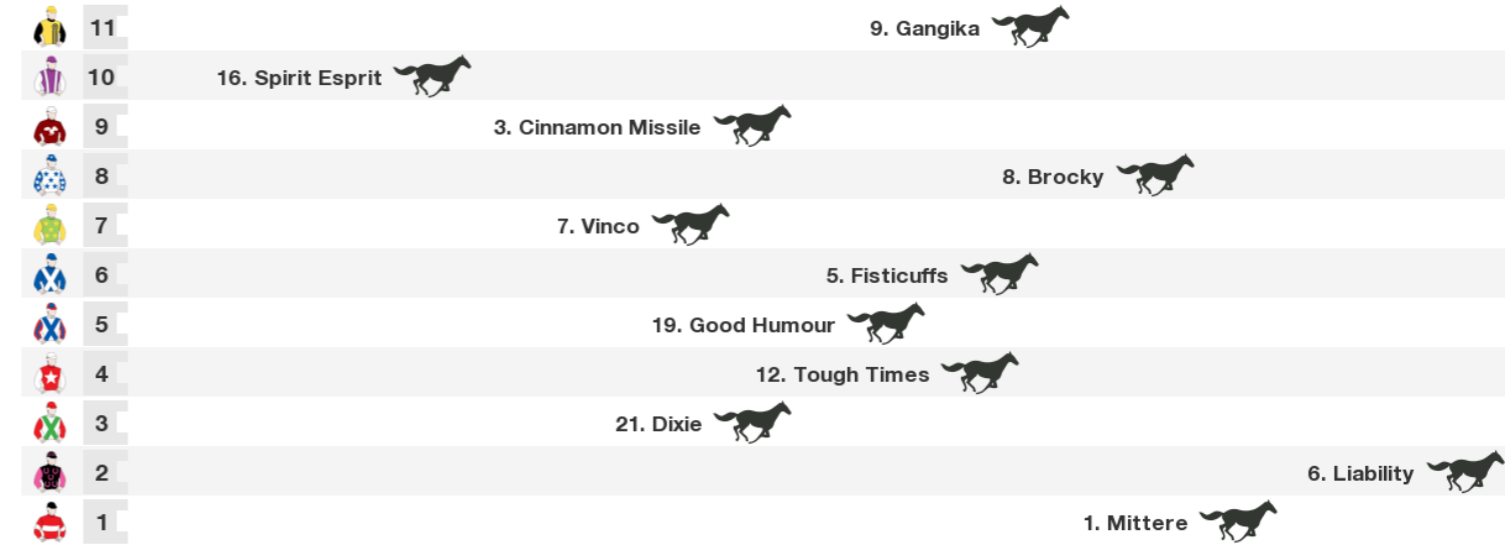 11 9. Gangika
10 16. Spirit Esprit
9 3. Cinnamon Missile
8 8. Brocky
7 7. Vinco
6 5. Fisticuffs
5 19. Good Humour
4 12. Tough Times
3 21. Dixie
2 6. Liability
1 1. Mittere